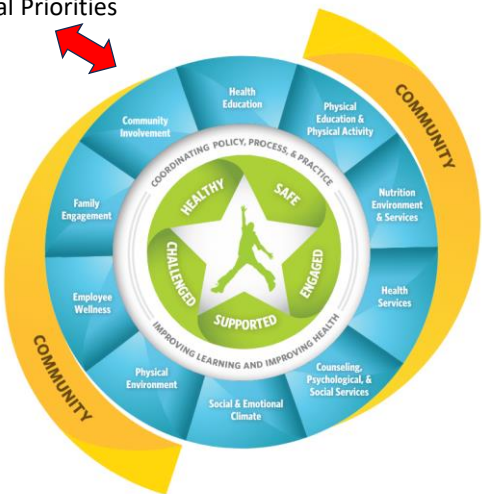 al Priorities
COMMUNITY
Health
Education
Physical
Education &
Physical Activity
Nutrition
Environment
& Services
Health
Services
Counseling,
Psychological, &
Social Services
Social & Emotional
Climate
Physical
Environment
Employee
Wellness
Family
Engagement
Community
Involvement
COMMUNITY
COORDINATING POLICY, PROCESS, & PRACTICE
IMPROVING LEARNING AND IMPROVING HEALTH
HEALTHY
SAFE
ENGAGED
SUPPORTED
CHALLENGED